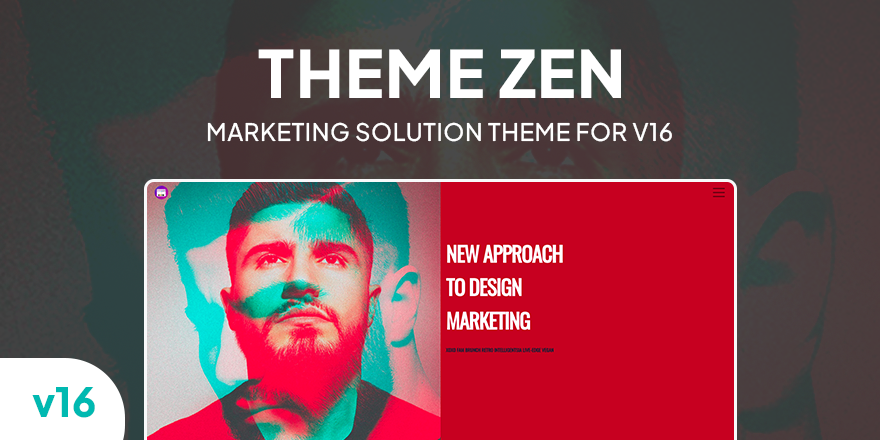 THEME ZEN
MARKETING SOLUTION THEME FOR V16
NEW APPROACH
TO DESIGN
MARKETING
v16